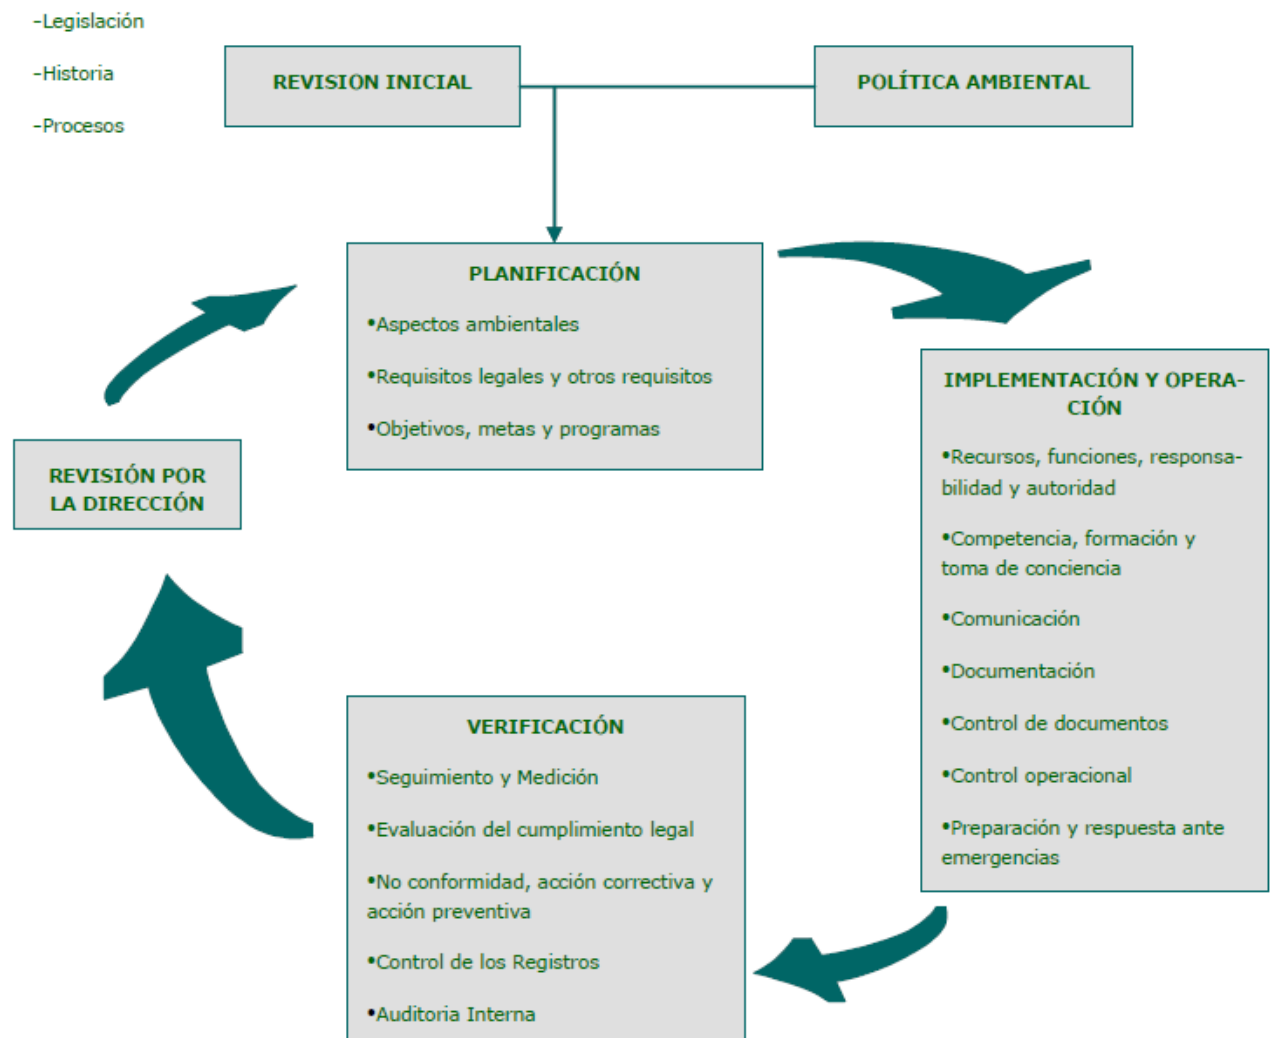 -Legislación
-Historia
-Procesos
REVISION INICIAL
POLÍTICA AMBIENTAL
PLANIFICACIÓN
•Aspectos ambientales
•Requisitos legales y otros requisitos
•Objetivos, metas y programas
IMPLEMENTACIÓN Y OPERA-
CIÓN
•Recursos, funciones, responsa-
bilidad y autoridad
•Competencia, formación y
toma de conciencia
•Comunicación
•Documentación
•Control de documentos
•Control operacional
•Preparación y respuesta ante
emergencias
VERIFICACIÓN
•Seguimiento y Medición
•Evaluación del cumplimiento legal
•No conformidad, acción correctiva y
acción preventiva
•Control de los Registros
•Auditoria Interna
REVISIÓN POR
LA DIRECCIÓN